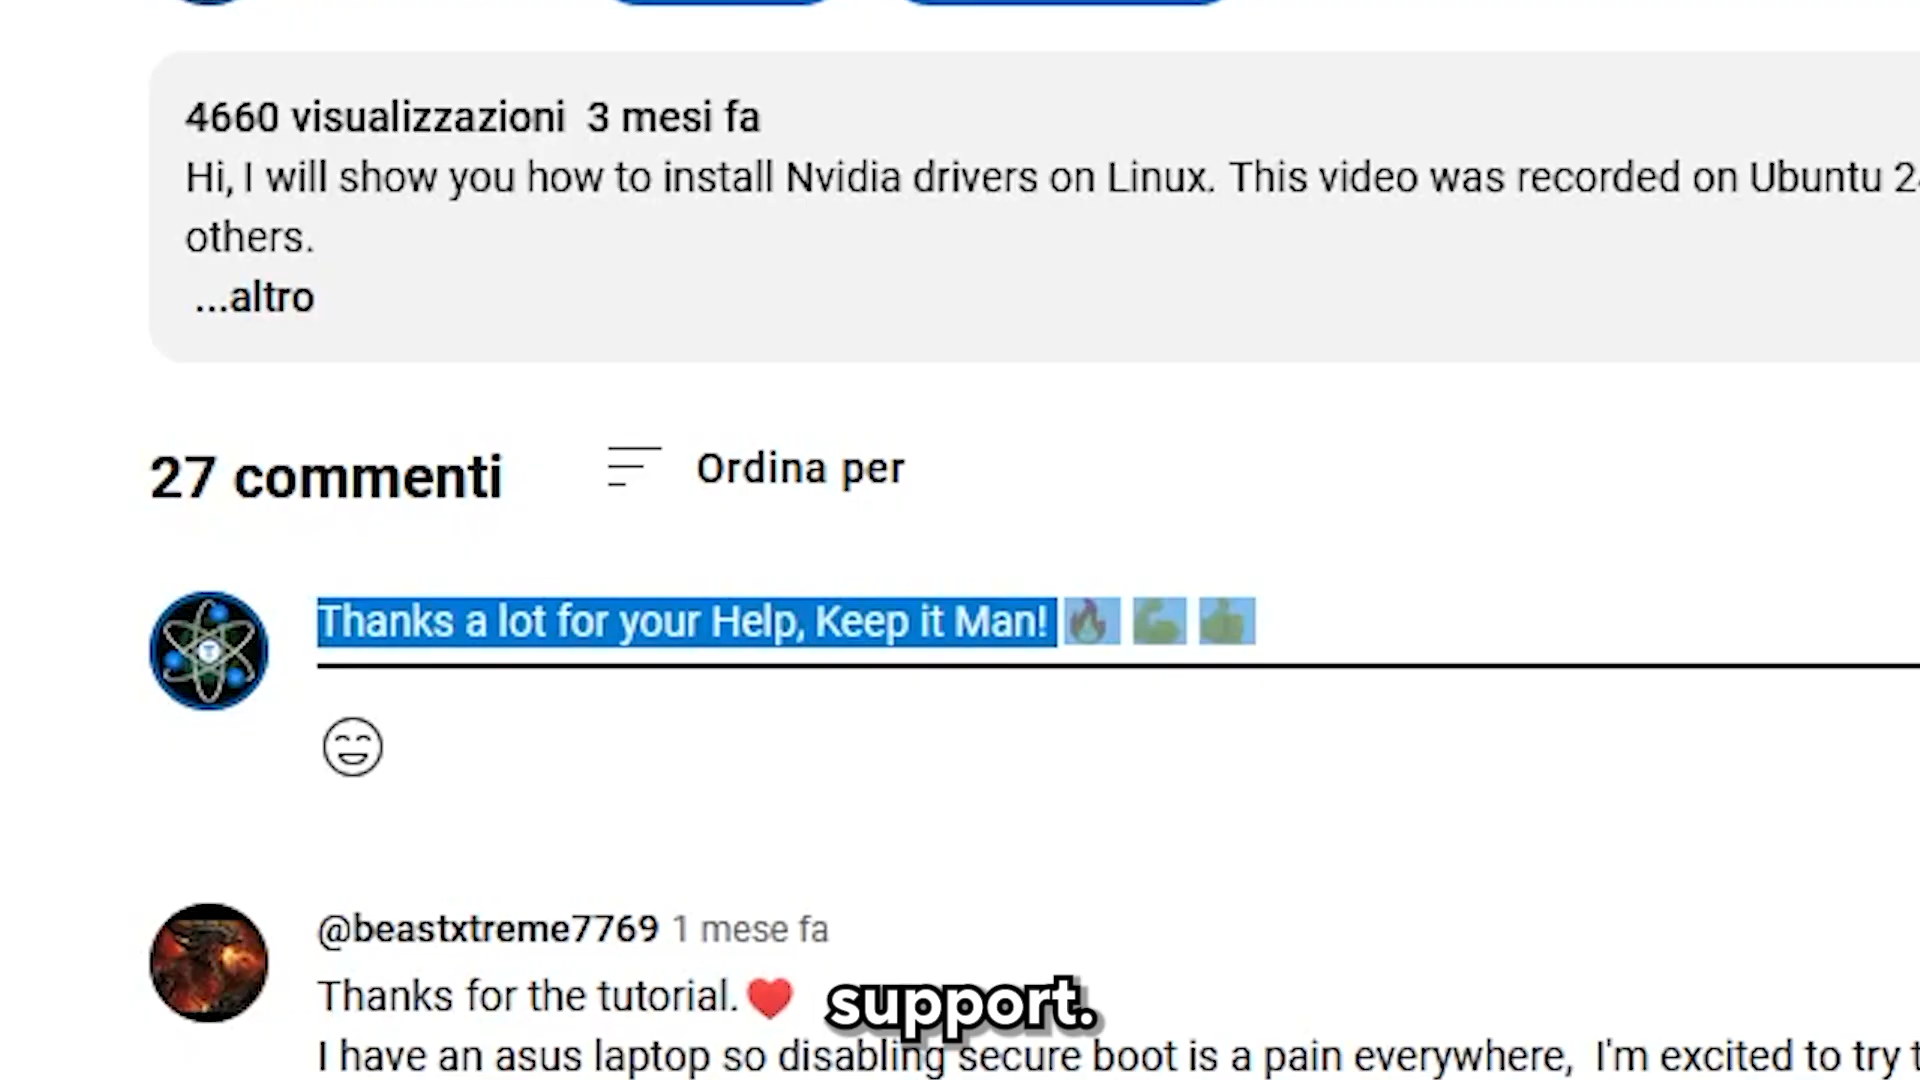 4660 visualizzazioni 3 mesi fa
Hi, I will show you how to install Nvidia drivers on Linux. This video was recorded on Ubuntu
others.
...altro
27 commenti
Ordina per
Thanks a lot for your Help, Keep it Man! 🔥 💪 👍
@beastxtreme7769 1 mese fa
Thanks for the tutorial. ❤️
support.
I have an asus laptop so disabling secure boot is a pain everywhere, I'm excited to try